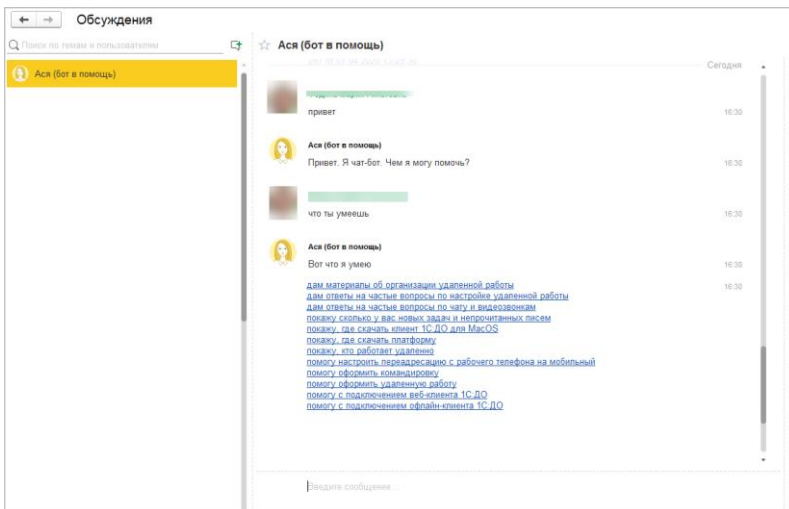 Обсуждения
Поиск по темам и пользователям
Ася (бот в помощь)
Ася (бот в помощь)
Сегодня
привет
16:30
Ася (бот в помощь)
Привет. Я чат-бот. Чем я могу помочь?
16:30
что ты умеешь
16:30
Ася (бот в помощь)
Вот что я умею
16:30
дам материалы об организации удаленной работы
16:30
дам ответы на частые вопросы по настройке удаленной работы
дам ответы на частые вопросы по чату и видеозвонкам
покажу сколько у вас новых задач и непрочитанных писем
покажу, где скачать клиент 1С:ДО для MacOS
покажу, где скачать платформу
покажу, кто работает удаленно
помогу настроить переадресацию с рабочего телефона на мобильный
помогу оформить командировку
помогу оформить удаленную работу
помогу с подключением веб-клиента 1С:ДО
помогу с подключением офлайн-клиента 1С:ДО
Введите сообщение ...